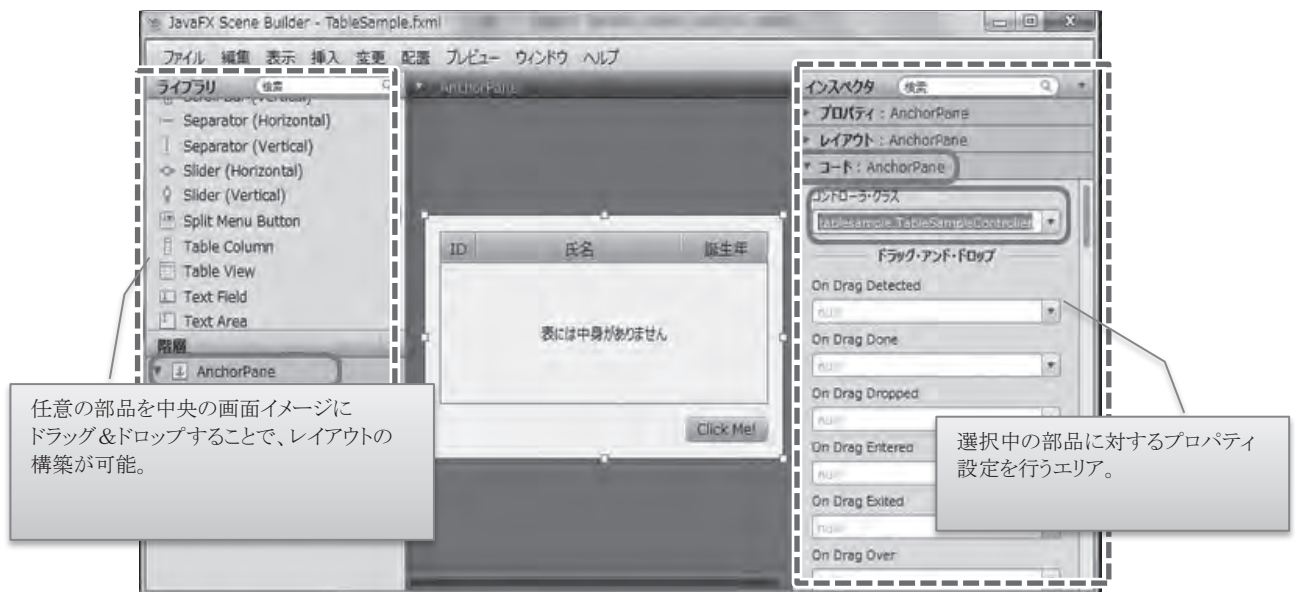 JavaFX Scene Builder - TableSample.fxml
ファイル 編集 表示 挿入 変更 配置 プレビュー ウィンドウ ヘルプ
ライブラリ 検索
Scroll Bar (Vertical)
Separator (Horizontal)
Separator (Vertical)
Slider (Horizontal)
Slider (Vertical)
Split Menu Button
Table Column
Table View
Text Field
Text Area
階層
AnchorPane
任意の部品を中央の画面イメージに
ドラッグ&ドロップすることで、レイアウトの
構築が可能。
AnchorPane
ID 氏名 誕生年
表には中身がありません
Click Me!
インスペクタ 検索
プロパティ : AnchorPane
レイアウト : AnchorPane
コード : AnchorPane
コントローラ・クラス
tablesample.TableSampleController
ドラッグ・アンド・ドロップ
On Drag Detected
null
On Drag Done
null
On Drag Dropped
null
On Drag Entered
null
On Drag Exited
null
On Drag Over
選択中の部品に対するプロパティ
設定を行うエリア。